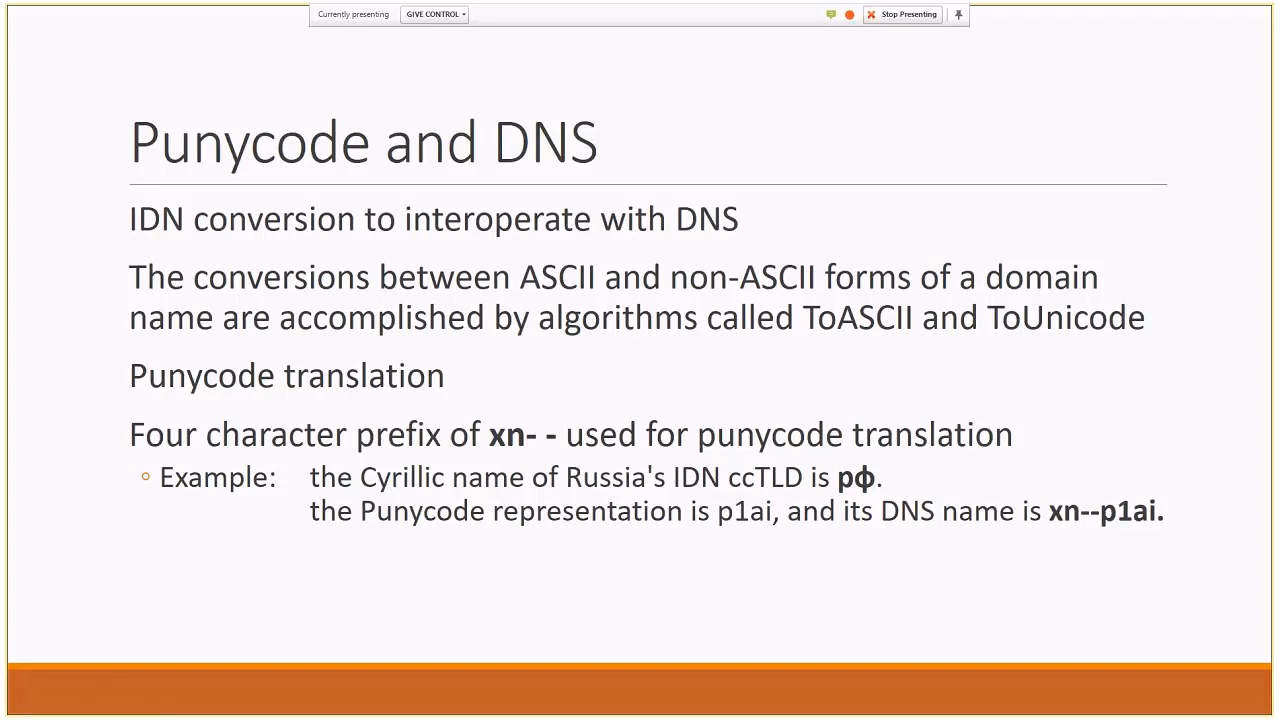 Currently presenting GIVE CONTROL Stop Presenting
Punycode and DNS
IDN conversion to interoperate with DNS
The conversions between ASCII and non-ASCII forms of a domain
name are accomplished by algorithms called ToASCII and ToUnicode
Punycode translation
Four character prefix of xn- - used for punycode translation
◦ Example: the Cyrillic name of Russia's IDN ccTLD is рф.
the Punycode representation is p1ai, and its DNS name is xn--p1ai.